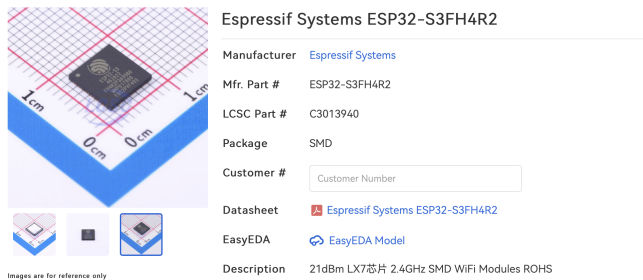 Espressif Systems ESP32-S3FH4R2
Manufacturer Espressif Systems
Mfr. Part # ESP32-S3FH4R2
LCSC Part # C3013940
Package SMD
Customer # Customer Number
Datasheet Espressif Systems ESP32-S3FH4R2
EasyEDA EasyEDA Model
Description 21dBm LX7芯片 2.4GHz SMD WiFi Modules ROHS
1cm
0
0cm
1cm
Images are for reference only